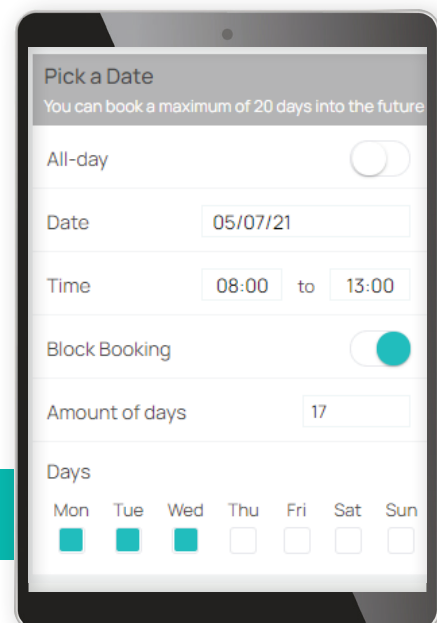 Pick a Date
You can book a maximum of 20 days into the future
All-day
Date 05/07/21
Time 08:00 to 13:00
Block Booking
Amount of days 17
Days
Mon Tue Wed Thu Fri Sat Sun